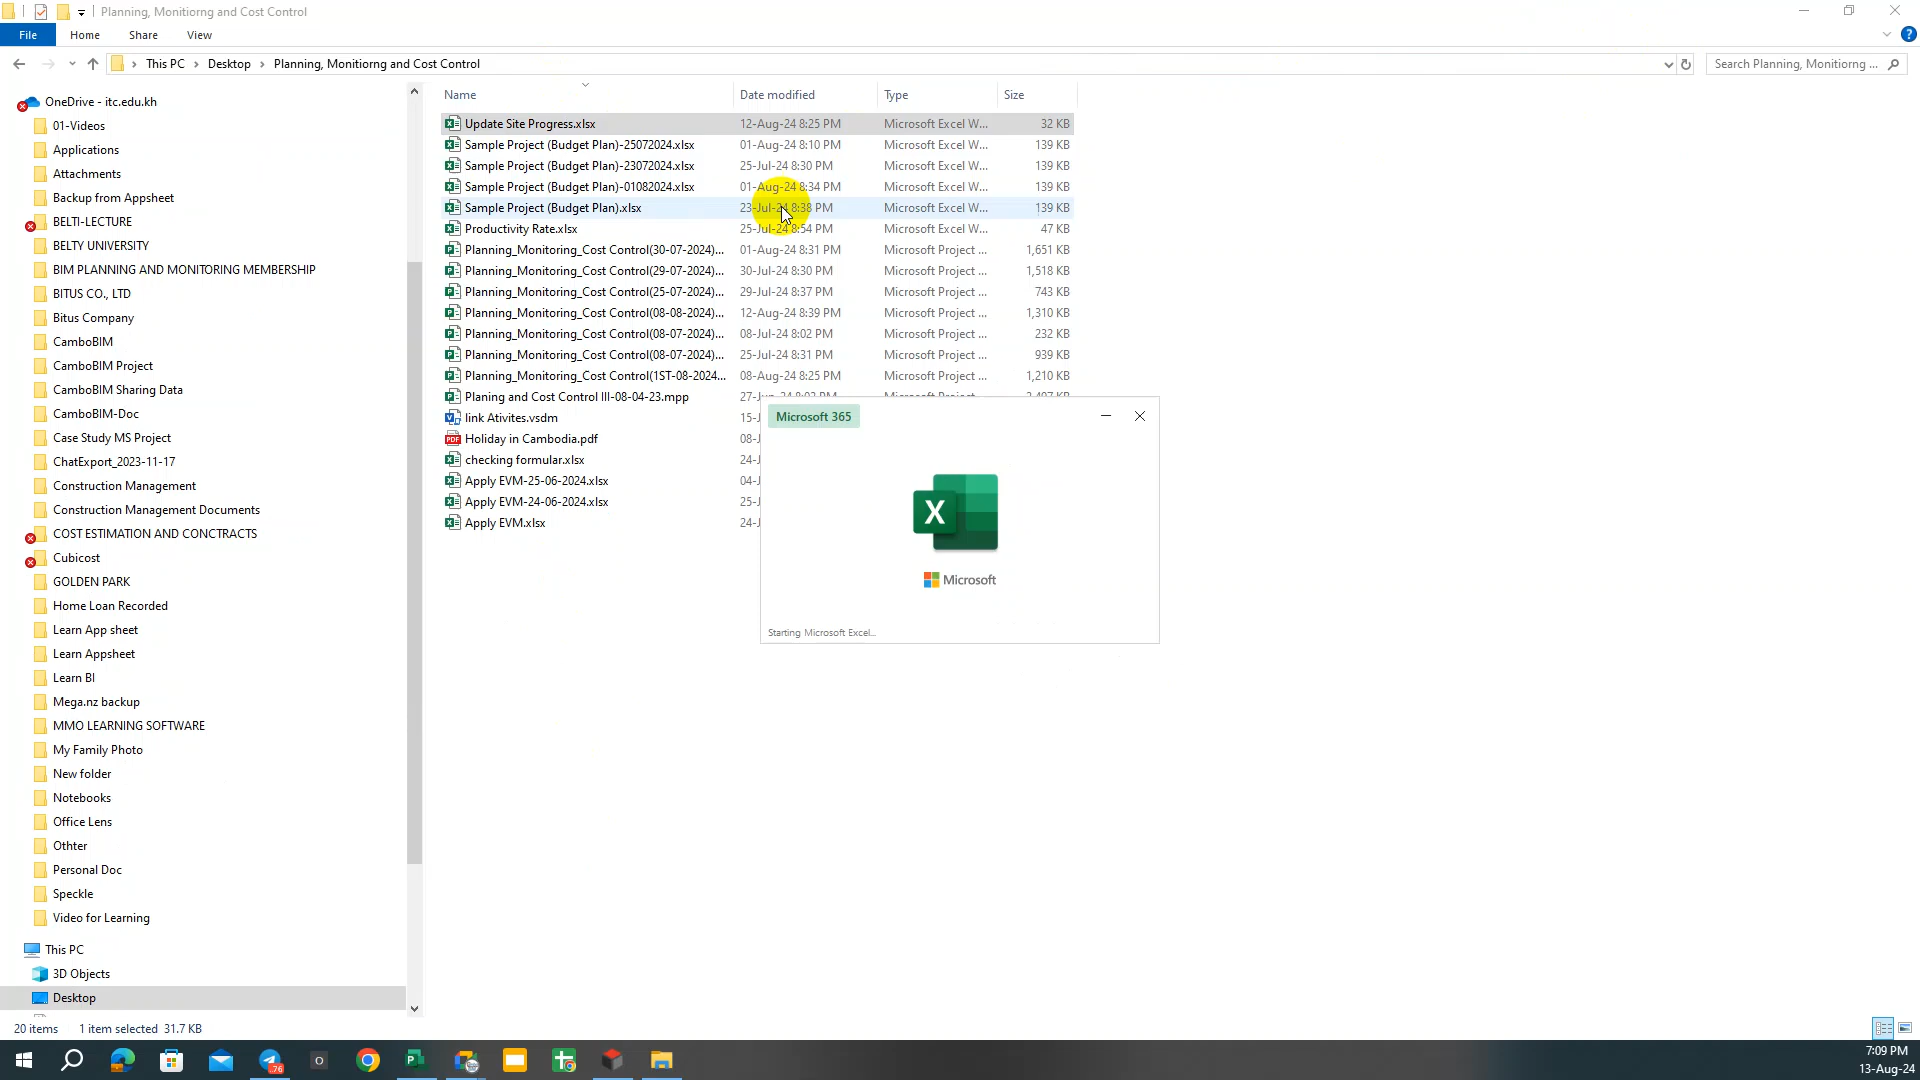 Planning, Monitiorng and Cost Control
File Home Share View
This PC Desktop Planning, Monitiorng and Cost Control
Search Planning, Monitiorng ...
OneDrive - itc.edu.kh
01-Videos
Applications
Attachments
Backup from Appsheet
BELTI-LECTURE
BELTY UNIVERSITY
BIM PLANNING AND MONITORING MEMBERSHIP
BITUS CO., LTD
Bitus Company
CamboBIM
CamboBIM Project
CamboBIM Sharing Data
CamboBIM-Doc
Case Study MS Project
ChatExport_2023-11-17
Construction Management
Construction Management Documents
COST ESTIMATION AND CONCTRACTS
Cubicost
GOLDEN PARK
Home Loan Recorded
Learn App sheet
Learn Appsheet
Learn BI
Mega.nz backup
MMO LEARNING SOFTWARE
My Family Photo
New folder
Notebooks
Office Lens
Othter
Personal Doc
Speckle
Video for Learning
This PC
3D Objects
Desktop
Name Date modified Type Size
Update Site Progress.xlsx 12-Aug-24 8:25 PM Microsoft Excel W... 32 KB
Sample Project (Budget Plan)-25072024.xlsx 01-Aug-24 8:10 PM Microsoft Excel W... 139 KB
Sample Project (Budget Plan)-23072024.xlsx 25-Jul-24 8:30 PM Microsoft Excel W... 139 KB
Sample Project (Budget Plan)-01082024.xlsx 01-Aug-24 8:34 PM Microsoft Excel W... 139 KB
Sample Project (Budget Plan).xlsx 23-Jul-24 8:38 PM Microsoft Excel W... 139 KB
Productivity Rate.xlsx 25-Jul-24 8:54 PM Microsoft Excel W... 47 KB
Planning_Monitoring_Cost Control(30-07-2024)... 01-Aug-24 8:31 PM Microsoft Project ... 1,651 KB
Planning_Monitoring_Cost Control(29-07-2024)... 30-Jul-24 8:30 PM Microsoft Project ... 1,518 KB
Planning_Monitoring_Cost Control(25-07-2024)... 29-Jul-24 8:37 PM Microsoft Project ... 743 KB
Planning_Monitoring_Cost Control(08-08-2024)... 12-Aug-24 8:39 PM Microsoft Project ... 1,310 KB
Planning_Monitoring_Cost Control(08-07-2024)... 08-Jul-24 8:02 PM Microsoft Project ... 232 KB
Planning_Monitoring_Cost Control(08-07-2024)... 25-Jul-24 8:31 PM Microsoft Project ... 939 KB
Planning_Monitoring_Cost Control(1ST-08-2024... 08-Aug-24 8:25 PM Microsoft Project ... 1,210 KB
Planing and Cost Control III-08-04-23.mpp
link Ativites.vsdm 15-J
Holiday in Cambodia.pdf 08-J
checking formular.xlsx 24-J
Apply EVM-25-06-2024.xlsx 04-J
Apply EVM-24-06-2024.xlsx 25-J
Apply EVM.xlsx 24-J
Microsoft 365
X
Microsoft
Starting Microsoft Excel...
20 items 1 item selected 31.7 KB
.76
7:09 PM
13-Aug-24